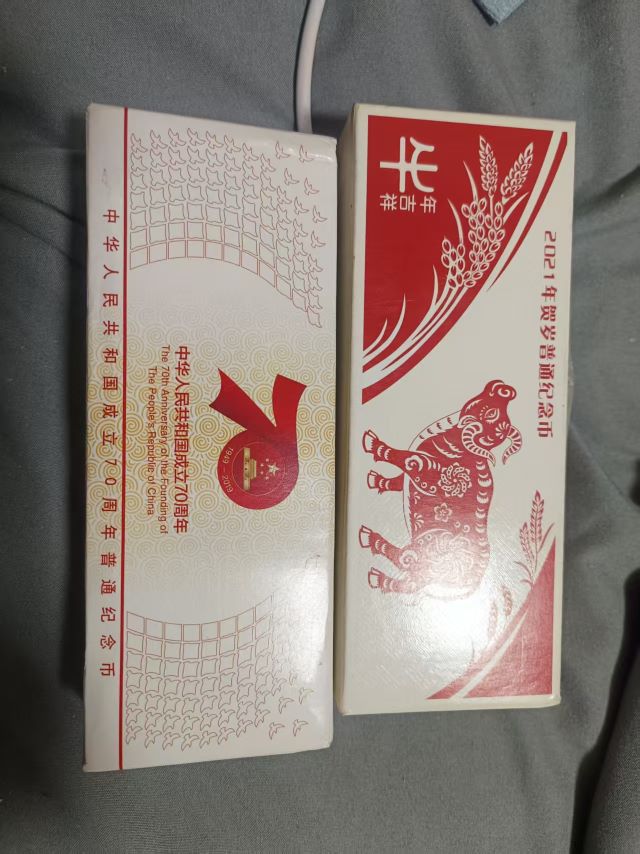 中华人民共和国成立70周年普通纪念币
中华人民共和国成立70周年
The 70th Anniversary of the Founding of
The People's Republic of China
70
1949-2019
牛
年吉祥
2021年贺岁普通纪念币